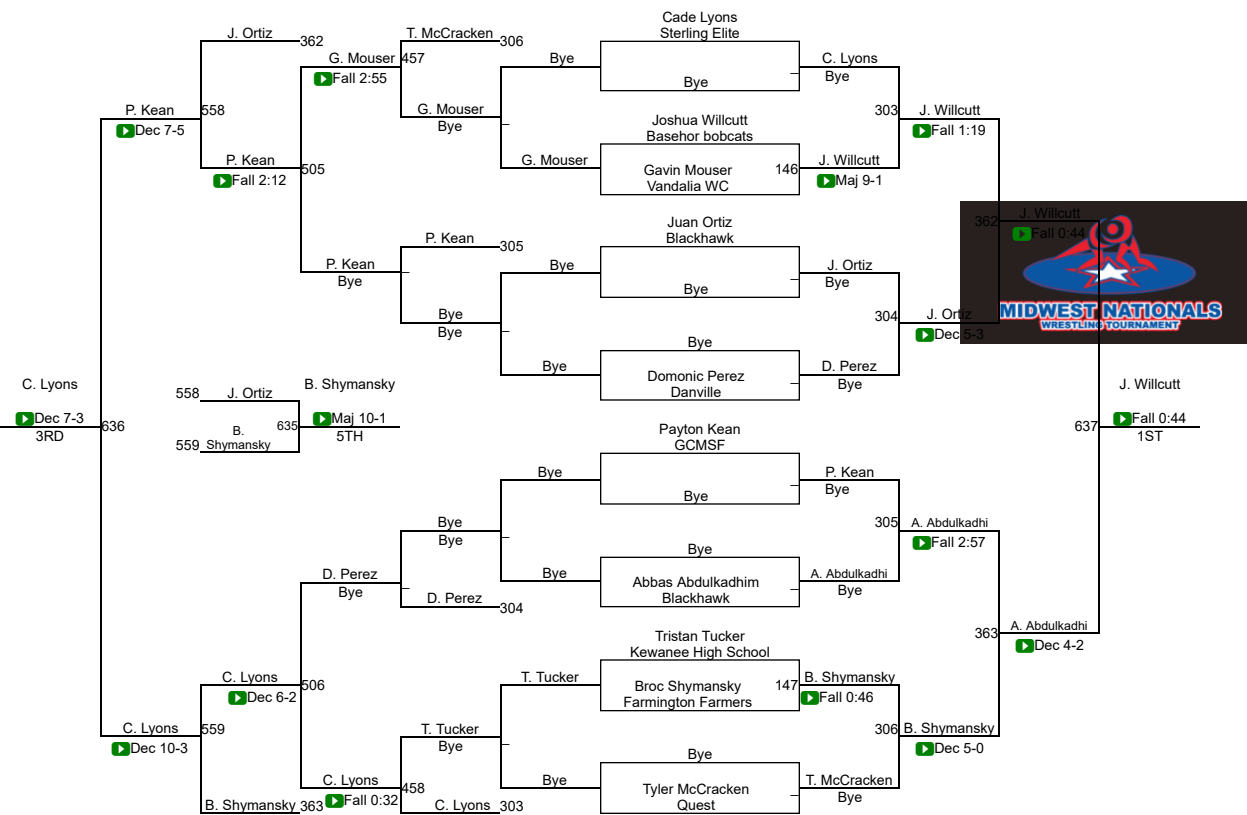 Cade Lyons
Sterling Elite
J. Ortiz 362
T. McCracken 306
G. Mouser 457
Fall 2:55
Bye
C. Lyons
Bye
Bye
P. Kean 558
Dec 7-5
G. Mouser
Bye
303 J. Willcutt
Fall 1:19
Joshua Willcutt
Basehor bobcats
P. Kean 505
Fall 2:12
G. Mouser
Gavin Mouser 146
Vandalia WC
J. Willcutt
Maj 9-1
Juan Ortiz
Blackhawk
362 J. Willcutt
Fall 0:44
P. Kean 305
P. Kean
Bye
Bye
J. Ortiz
Bye
Bye
MIDWEST NATIONALS
WRESTLING TOURNAMENT
Bye
Bye
304 J. Ortiz
Dec 5-3
Bye
Bye
Domonic Perez
Danville
D. Perez
Bye
C. Lyons
Dec 7-3
3RD
636
558 J. Ortiz
559 B.
Shymansky
635
B. Shymansky
Maj 10-1
5TH
J. Willcutt
637 Fall 0:44
1ST
Payton Kean
GCMSF
Bye
Bye
P. Kean
Bye
Bye
Bye
305 A. Abdulkadhi
Fall 2:57
Bye
Bye
Abbas Abdulkadhim
Blackhawk
A. Abdulkadhi
Bye
D. Perez
Bye
D. Perez 304
363 A. Abdulkadhi
Dec 4-2
Tristan Tucker
Kewanee High School
C. Lyons 506
Dec 6-2
T. Tucker
Broc Shymansky 147
Farmington Farmers
B. Shymansky
Fall 0:46
C. Lyons 559
Dec 10-3
T. Tucker
Bye
306 B. Shymansky
Dec 5-0
Bye
C. Lyons 458
Fall 0:32
Bye
Tyler McCracken
Quest
T. McCracken
Bye
B. Shymansky 363
C. Lyons 303